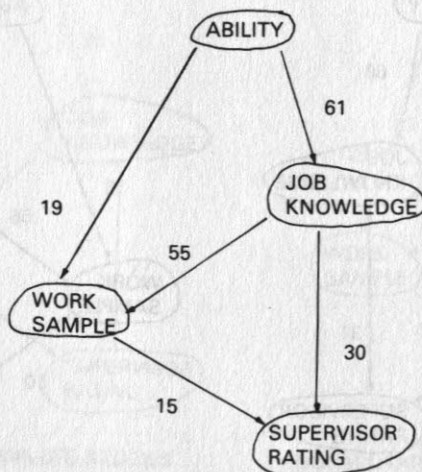 ABILITY
61
JOB
KNOWLEDGE
19
55
WORK
SAMPLE
30
15
SUPERVISOR
RATING